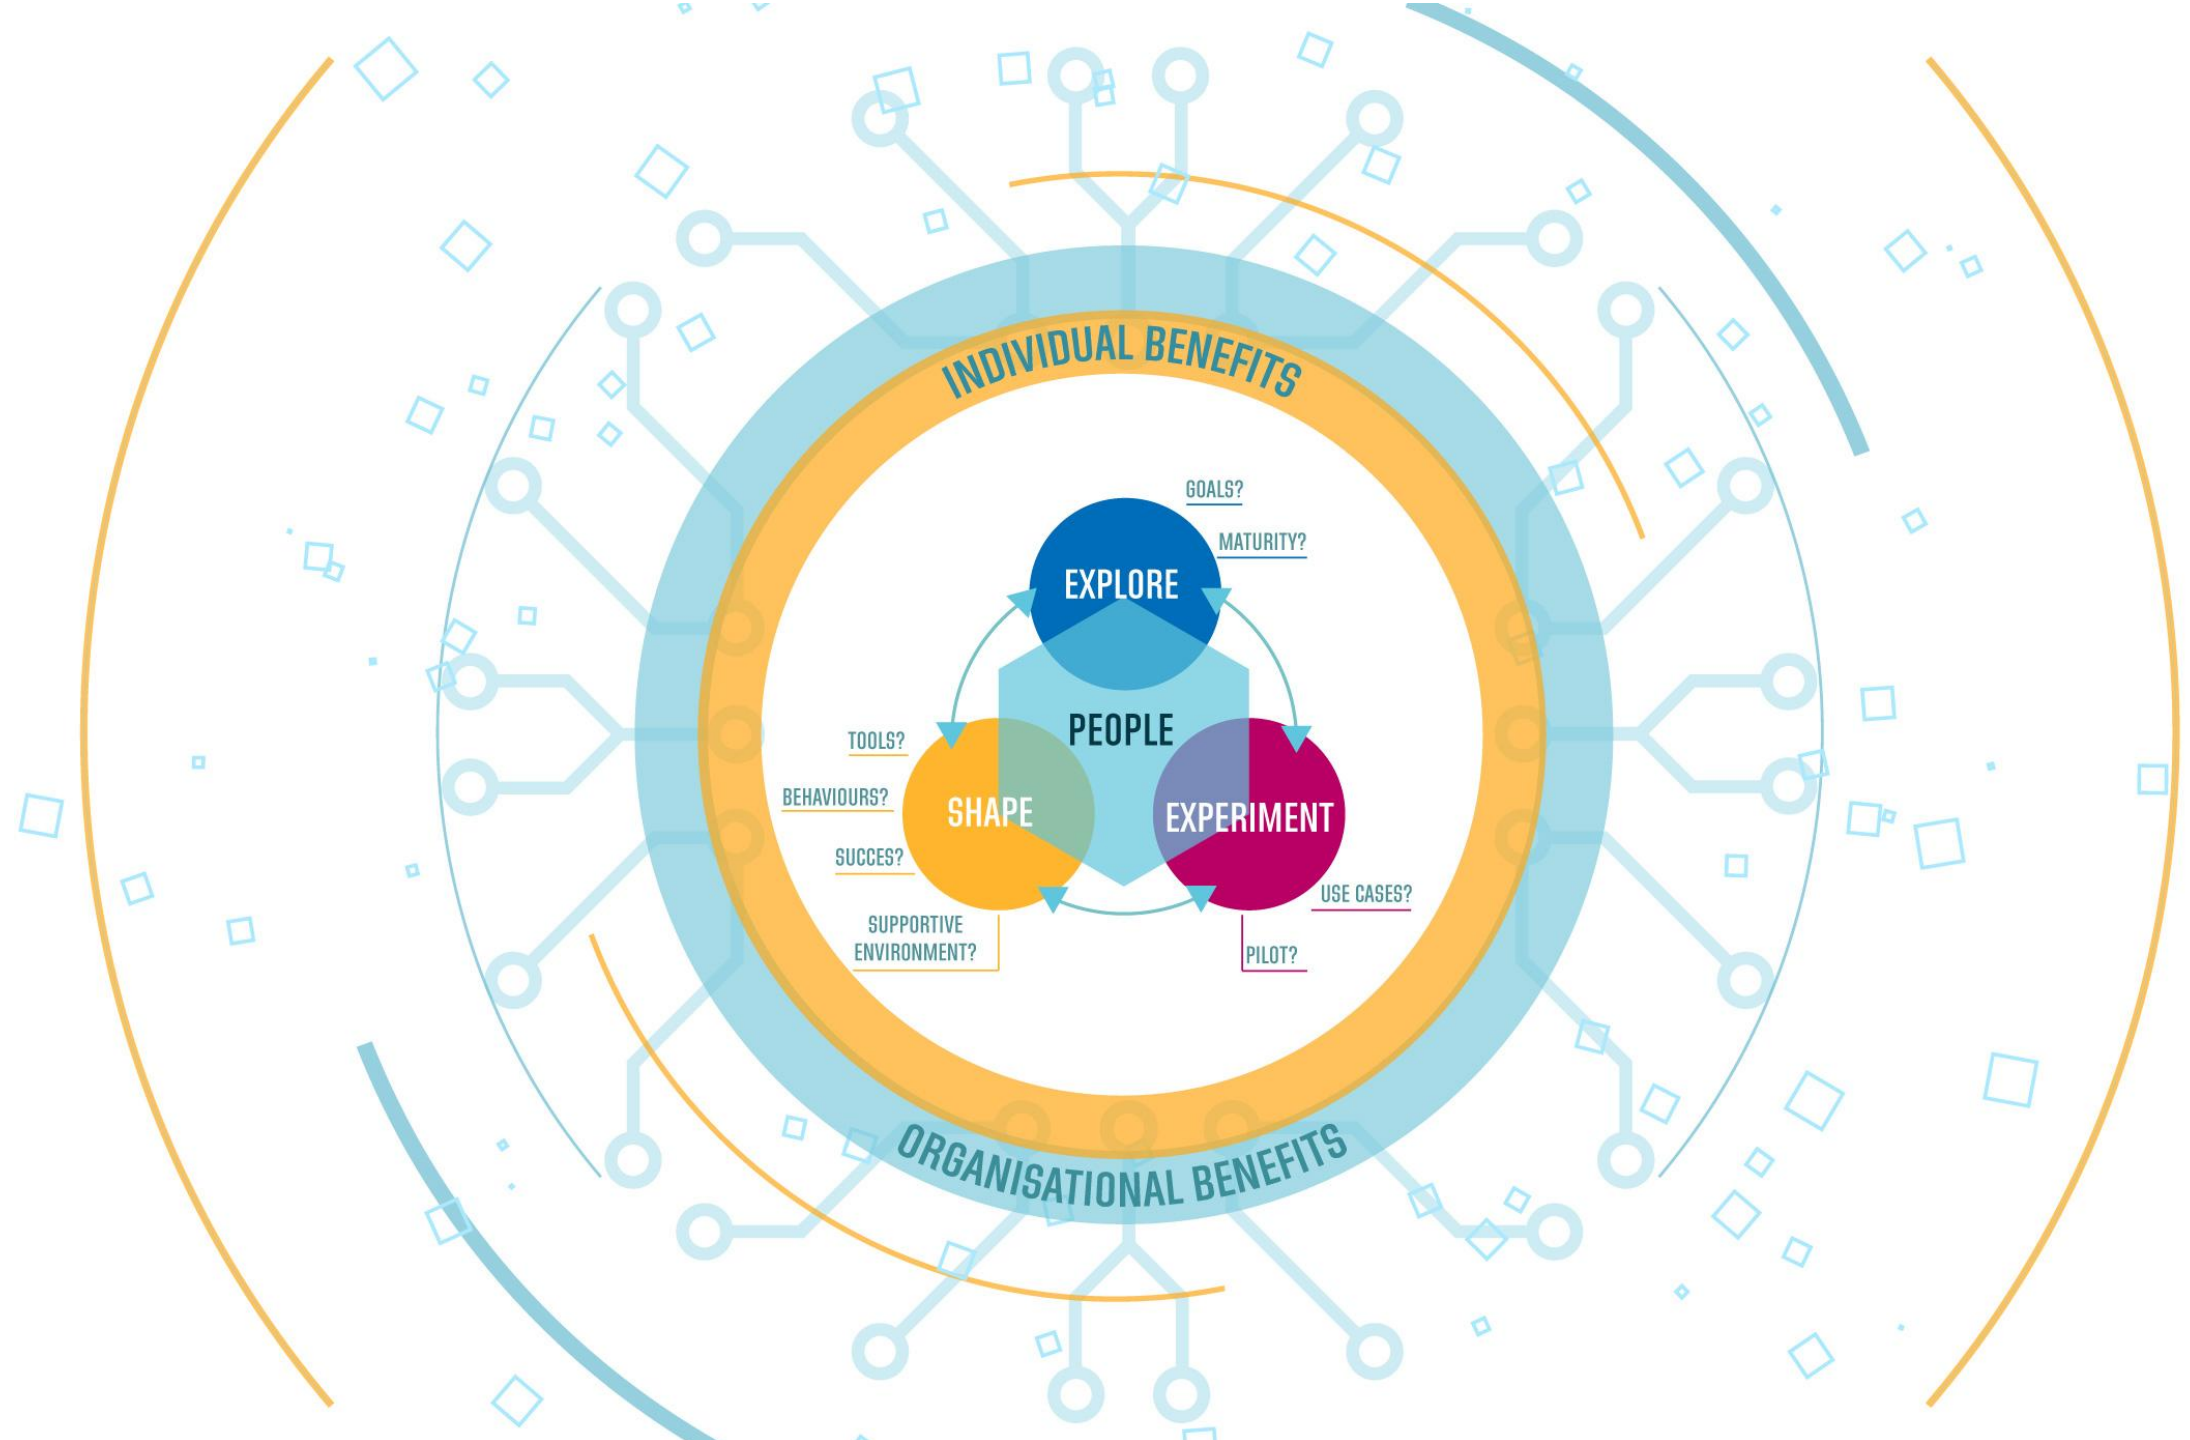 INDIVIDUAL BENEFITS
GOALS?
MATURITY?
EXPLORE
PEOPLE
TOOLS?
BEHAVIOURS?
SHAPE
EXPERIMENT
SUCCES?
USE CASES?
SUPPORTIVE
ENVIRONMENT?
PILOT?
ORGANISATIONAL BENEFITS